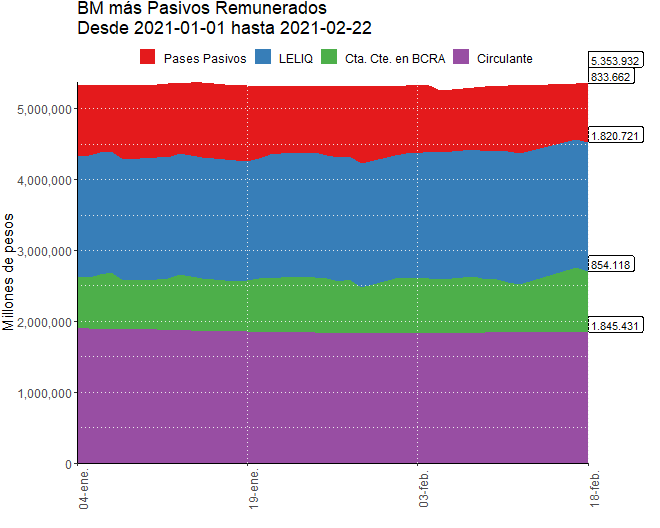 BM más Pasivos Remunerados
Desde 2021-01-01 hasta 2021-02-22
Pases Pasivos LELIQ Cta. Cte. en BCRA Circulante
5.353.932
833.662
1.820.721
854.118
1.845.431
Millones de pesos
5,000,000
4,000,000
3,000,000
2,000,000
1,000,000
0
04-ene.
19-ene.
03-feb.
18-feb.